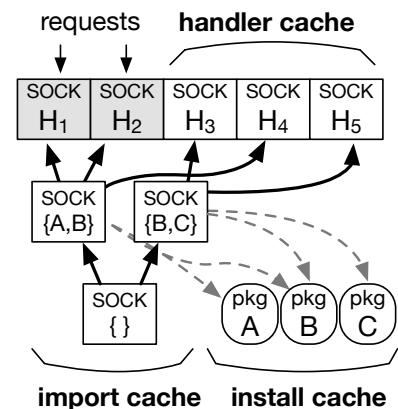 requests handler cache
SOCK SOCK SOCK SOCK SOCK
H1 H2 H3 H4 H5
SOCK SOCK
{A,B} {B,C}
SOCK pkg pkg pkg
{ } A B C
import cache install cache